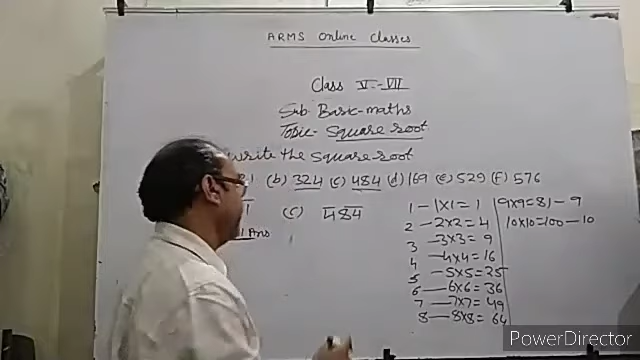 ARMS Online Classes
Class V-VII
Sub. Basic-maths
Topic- Square root
write the square root
(b) 324 (c) 484 (d) 169 (e) 529 (f) 576
(c) 484
Ans
1 - 1x1 = 1
2 - 2x2 = 4
3 - 3x3 = 9
4 - 4x4 = 16
5 - 5x5 = 25
6 - 6x6 = 36
7 - 7x7 = 49
8 - 8x8 = 64
9x9 = 81 - 9
10x10 = 100 - 10
PowerDirector